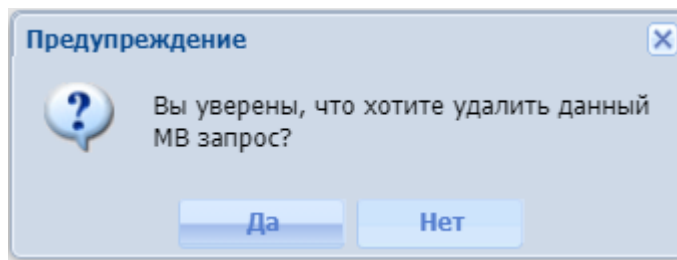 Предупреждение
Вы уверены, что хотите удалить данный
МВ запрос?
Да
Нет